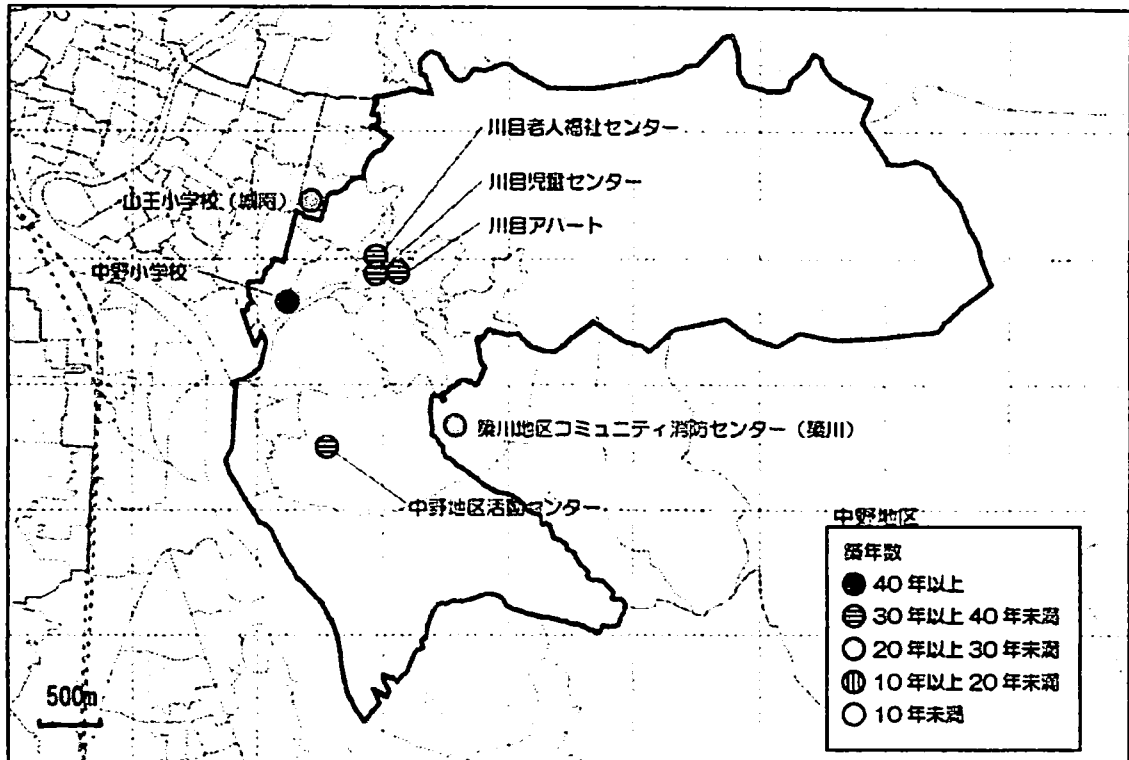 川目老人福祉センター
川目児童センター
山王小学校（城南）
川目アパート
中野小学校
簗川地区コミュニティ消防センター（簗川）
中野地区活動センター
中野地区
築年数
40年以上
30年以上40年未満
20年以上30年未満
10年以上20年未満
10年未満
500m